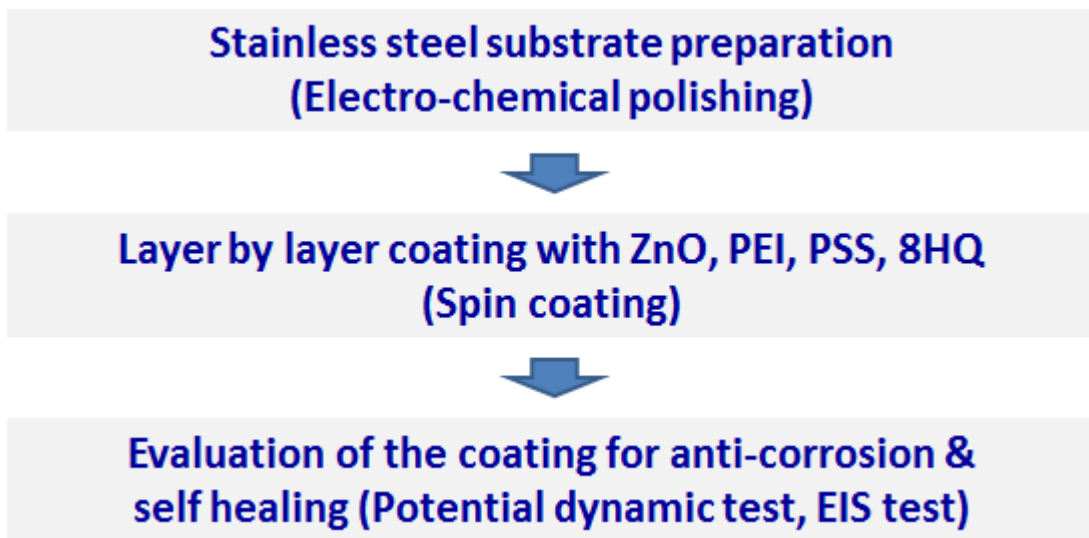 Stainless steel substrate preparation
(Electro-chemical polishing)
Layer by layer coating with ZnO, PEI, PSS, 8HQ
(Spin coating)
Evaluation of the coating for anti-corrosion &
self healing (Potential dynamic test, EIS test)